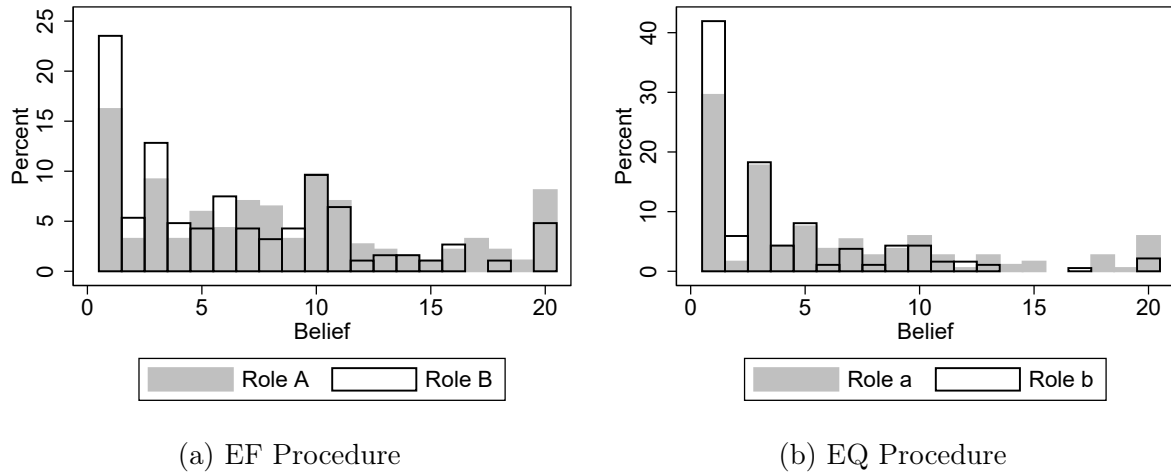 25
20
15
10
5
0
Percent
0 5 10 15 20
Belief
Role A Role B
(a) EF Procedure
40
30
20
10
0
Percent
0 5 10 15 20
Belief
Role a Role b
(b) EQ Procedure